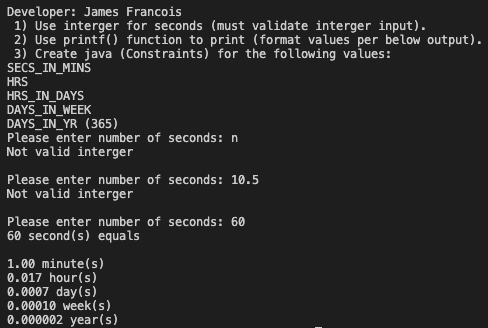 Developer: James Francois
1) Use interger for seconds (must validate interger input).
2) Use printf() function to print (format values per below output).
3) Create java (Constraints) for the following values:
SECS_IN_MINS
HRS
HRS_IN_DAYS
DAYS_IN_WEEK
DAYS_IN_YR (365)
Please enter number of seconds: n
Not valid interger
Please enter number of seconds: 10.5
Not valid interger
Please enter number of seconds: 60
60 second(s) equals
1.00 minute(s)
0.017 hour(s)
0.0007 day(s)
0.00010 week(s)
0.000002 year(s)